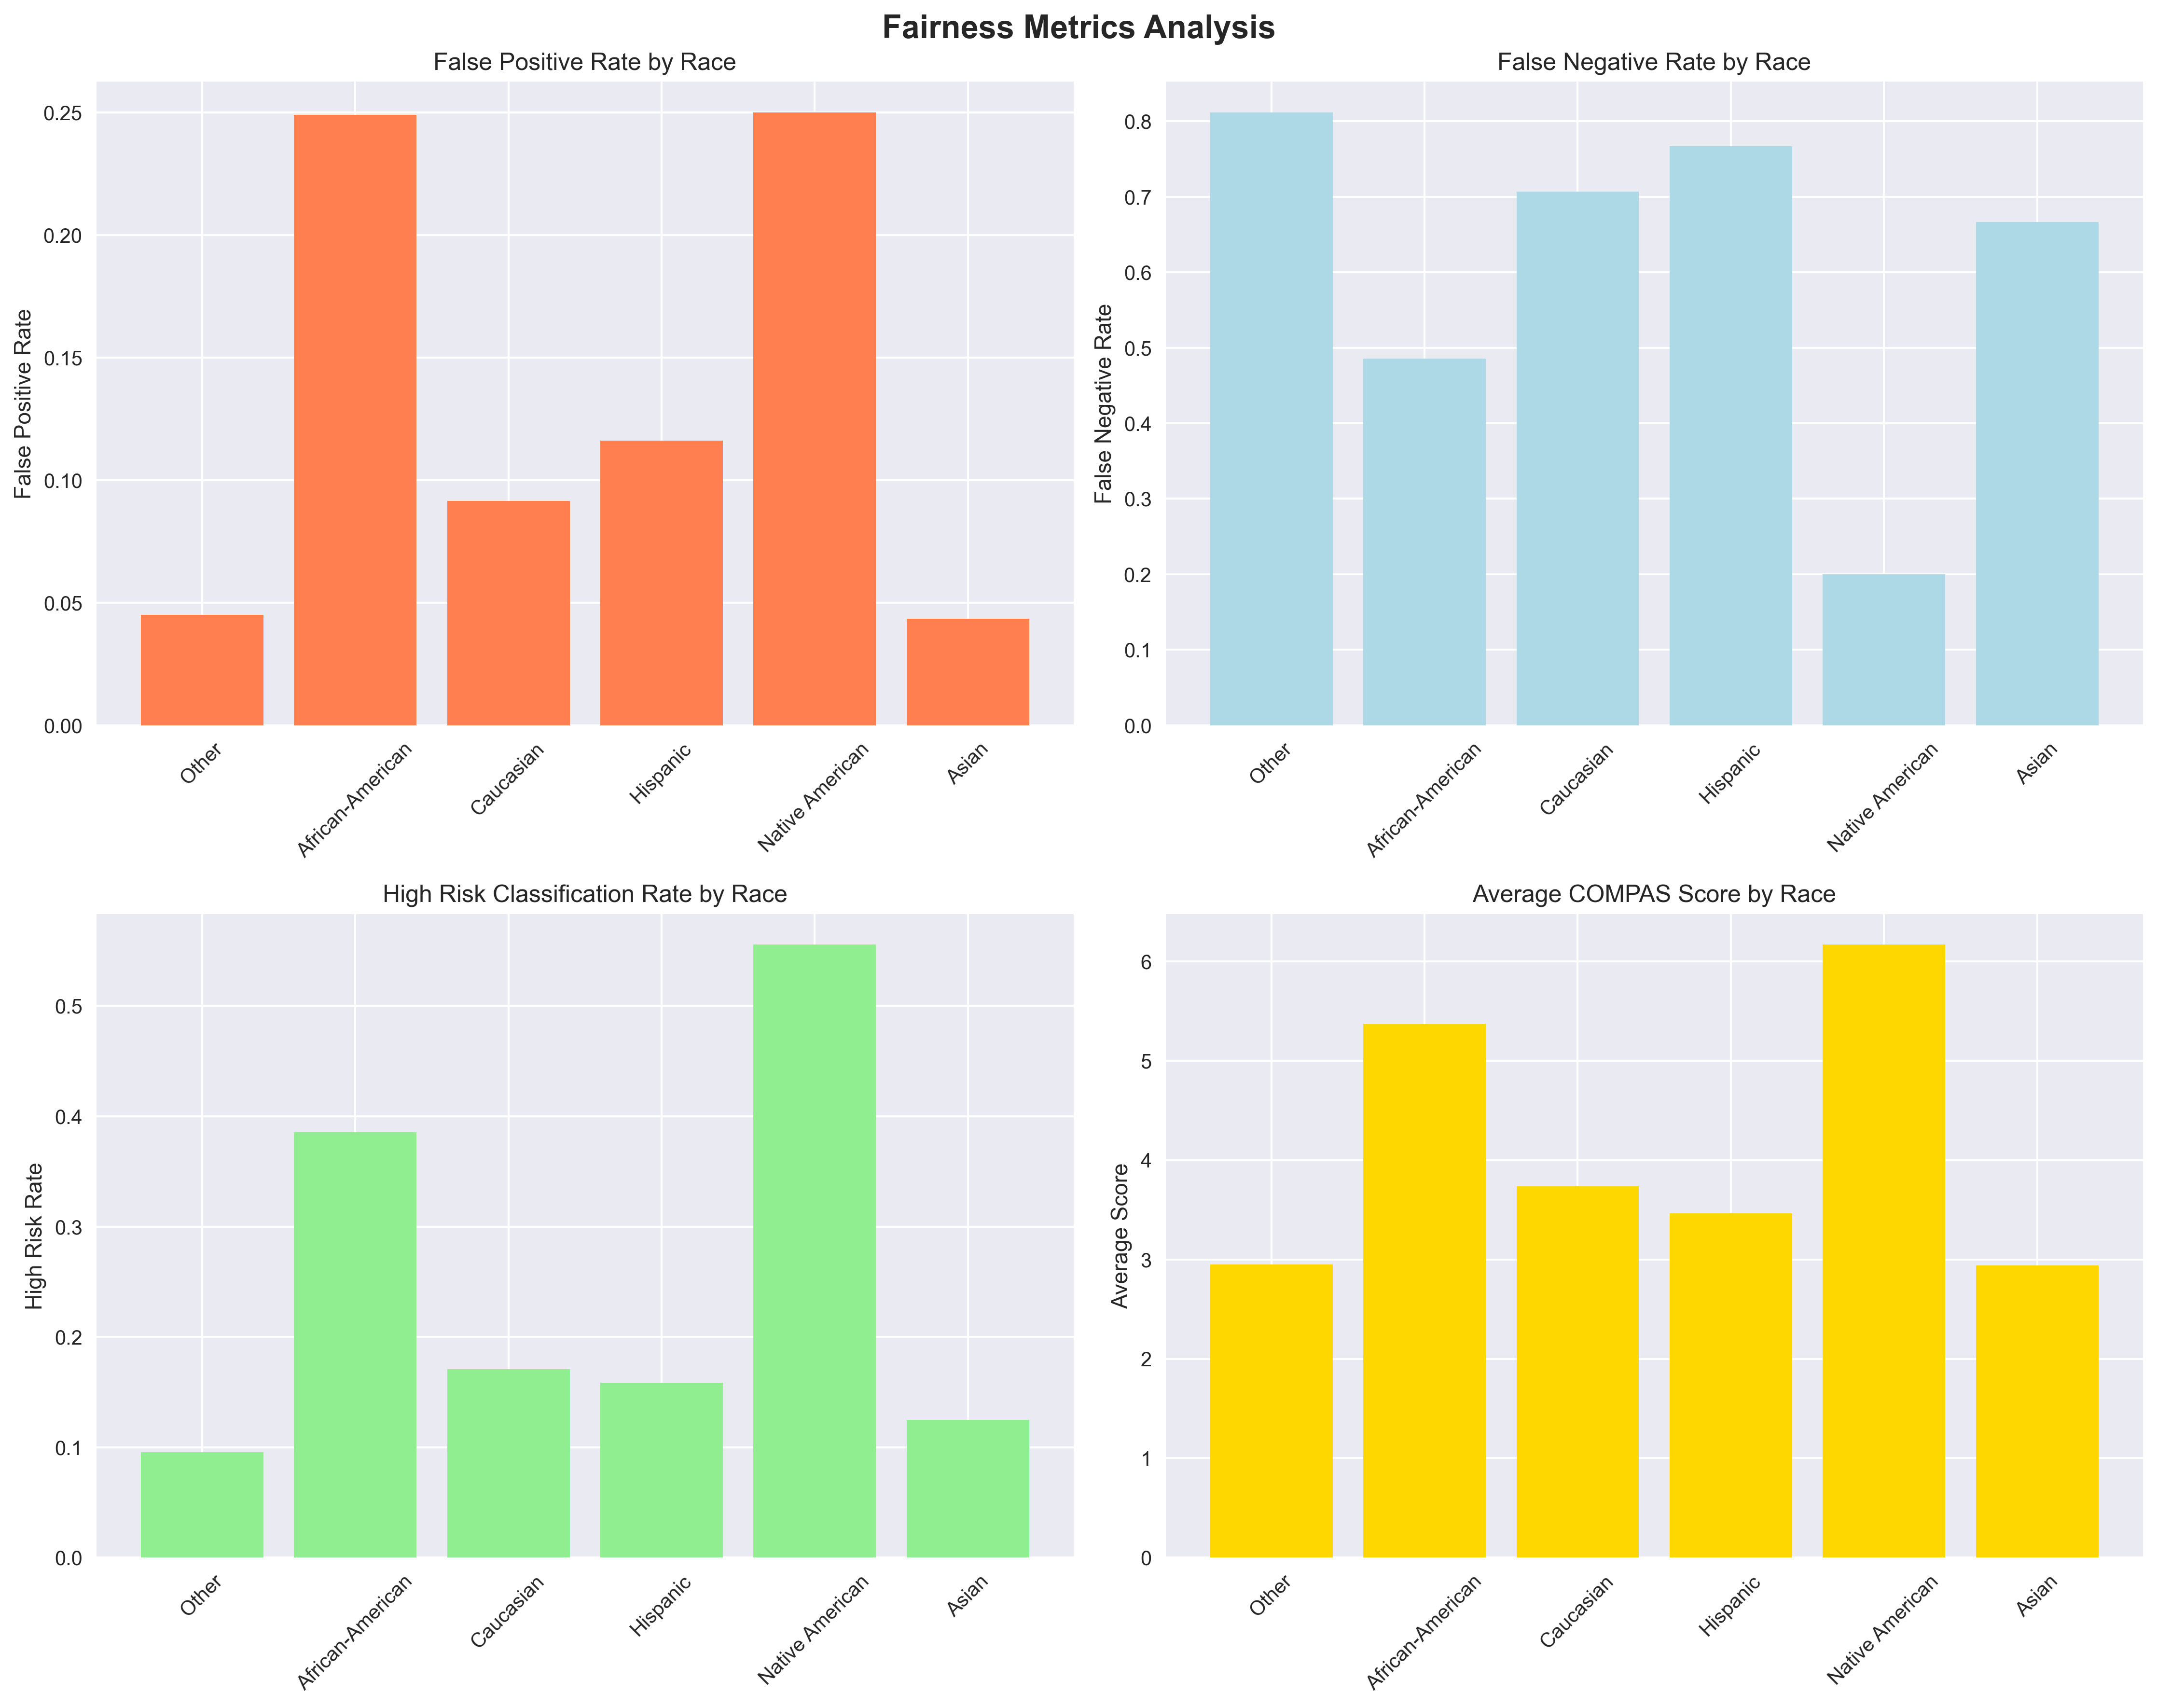 Fairness Metrics Analysis
False Positive Rate by Race
False Positive Rate
0.25
0.20
0.15
0.10
0.05
0.00
Other
African-American
Caucasian
Hispanic
Native American
Asian
False Negative Rate by Race
False Negative Rate
0.8
0.7
0.6
0.5
0.4
0.3
0.2
0.1
0.0
Other
African-American
Caucasian
Hispanic
Native American
Asian
High Risk Classification Rate by Race
High Risk Rate
0.5
0.4
0.3
0.2
0.1
0.0
Other
African-American
Caucasian
Hispanic
Native American
Asian
Average COMPAS Score by Race
Average Score
6
5
4
3
2
1
0
Other
African-American
Caucasian
Hispanic
Native American
Asian